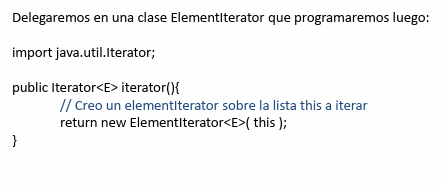 Delegaremos en una clase ElementIterator que programaremos luego:
import java.util.Iterator;
public Iterator<E> iterator(){
// Creo un elementIterator sobre la lista this a iterar
return new ElementIterator<E>( this );
}